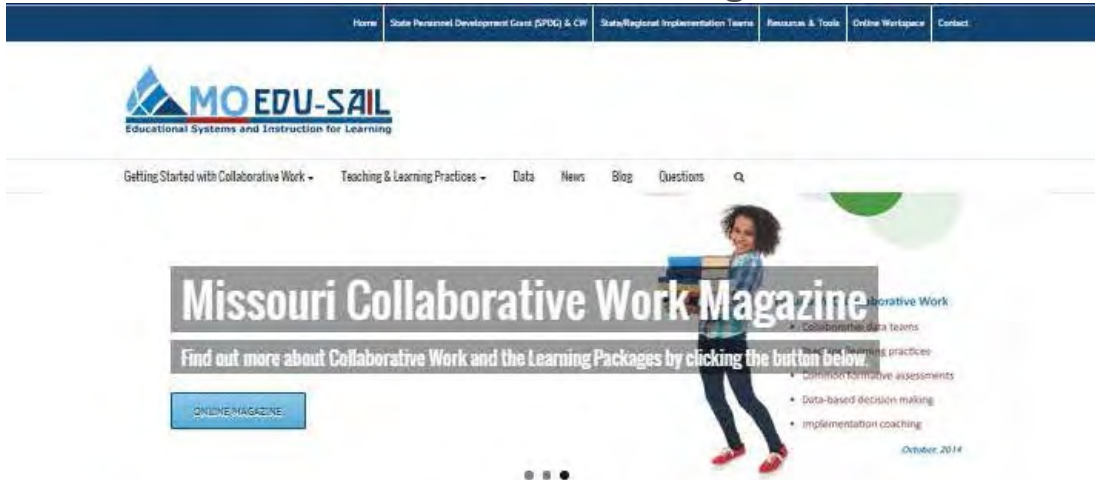 Home State Personnel Development Grant (SPDG) & CW State/Regional Implementation Teams Resources & Tools Online Workspace Contact
MO EDU-SAIL
Educational Systems and Instruction for Learning
Getting Started with Collaborative Work Teaching & Learning Practices Data News Blog Questions
Missouri Collaborative Work Magazine
Find out more about Collaborative Work and the Learning Packages by clicking the button below
ONLINE MAGAZINE
Work
• Collaborative data teams
• learning practices
• Common formative assessments
• Data-based decision making
• Implementation coaching
October, 2014